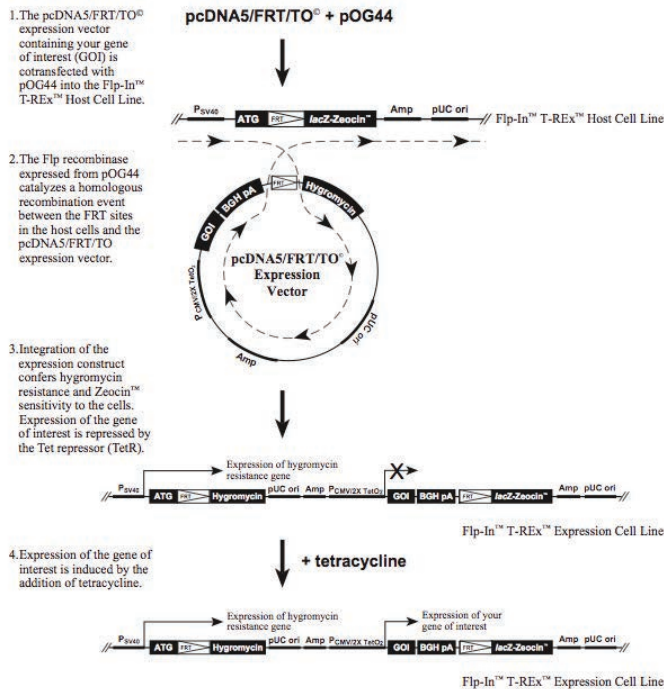 1.The pcDNA5/FRT/TO©
expression vector
containing your gene
of interest (GOI) is
cotransfected with
pOG44 into the Flp-In™
T-REx™ Host Cell Line.
pcDNA5/FRT/TO© + pOG44
PSV40 ATG FRT lacZ-Zeocin™ Amp pUC ori
Flp-In™ T-REx™ Host Cell Line
2.The Flp recombinase
expressed from pOG44
catalyzes a homologous
recombination event
between the FRT sites
in the host cells and the
pcDNA5/FRT/TO
expression vector.
GOI BGH pA FRT Hygromycin
pcDNA5/FRT/TO©
Expression
Vector
PCMV/2X TetO2
Amp
pUC ori
3.Integration of the
expression construct
confers hygromycin
resistance and Zeocin™
sensitivity to the cells.
Expression of the gene
of interest is repressed by
the Tet repressor (TetR).
Expression of hygromycin
resistance gene
X
PSV40 ATG FRT Hygromycin pUC ori Amp PCMV/2X TetO2 GOI BGH pA FRT lacZ-Zeocin™ Amp pUC ori
Flp-In™ T-REx™ Expression Cell Line
4.Expression of the gene of
interest is induced by the
addition of tetracycline.
+ tetracycline
Expression of hygromycin
resistance gene
Expression of your
gene of interest
PSV40 ATG FRT Hygromycin pUC ori Amp PCMV/2X TetO2 GOI BGH pA FRT lacZ-Zeocin™ Amp pUC ori
Flp-In™ T-REx™ Expression Cell Line